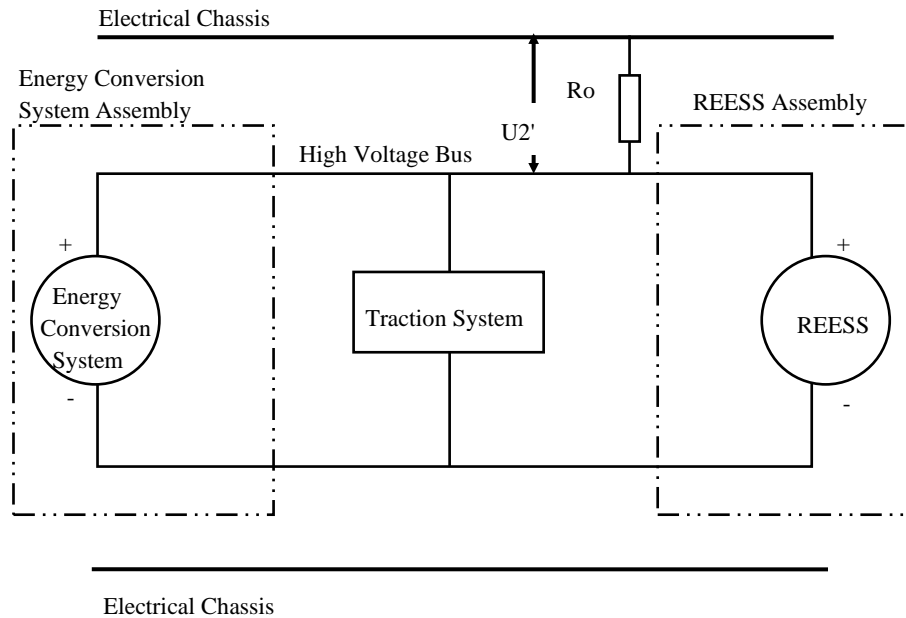 Electrical Chassis
Energy Conversion
System Assembly
Ro
REESS Assembly
U2'
High Voltage Bus
+
+
Energy
Conversion
System
Traction System
REESS
-
-
Electrical Chassis